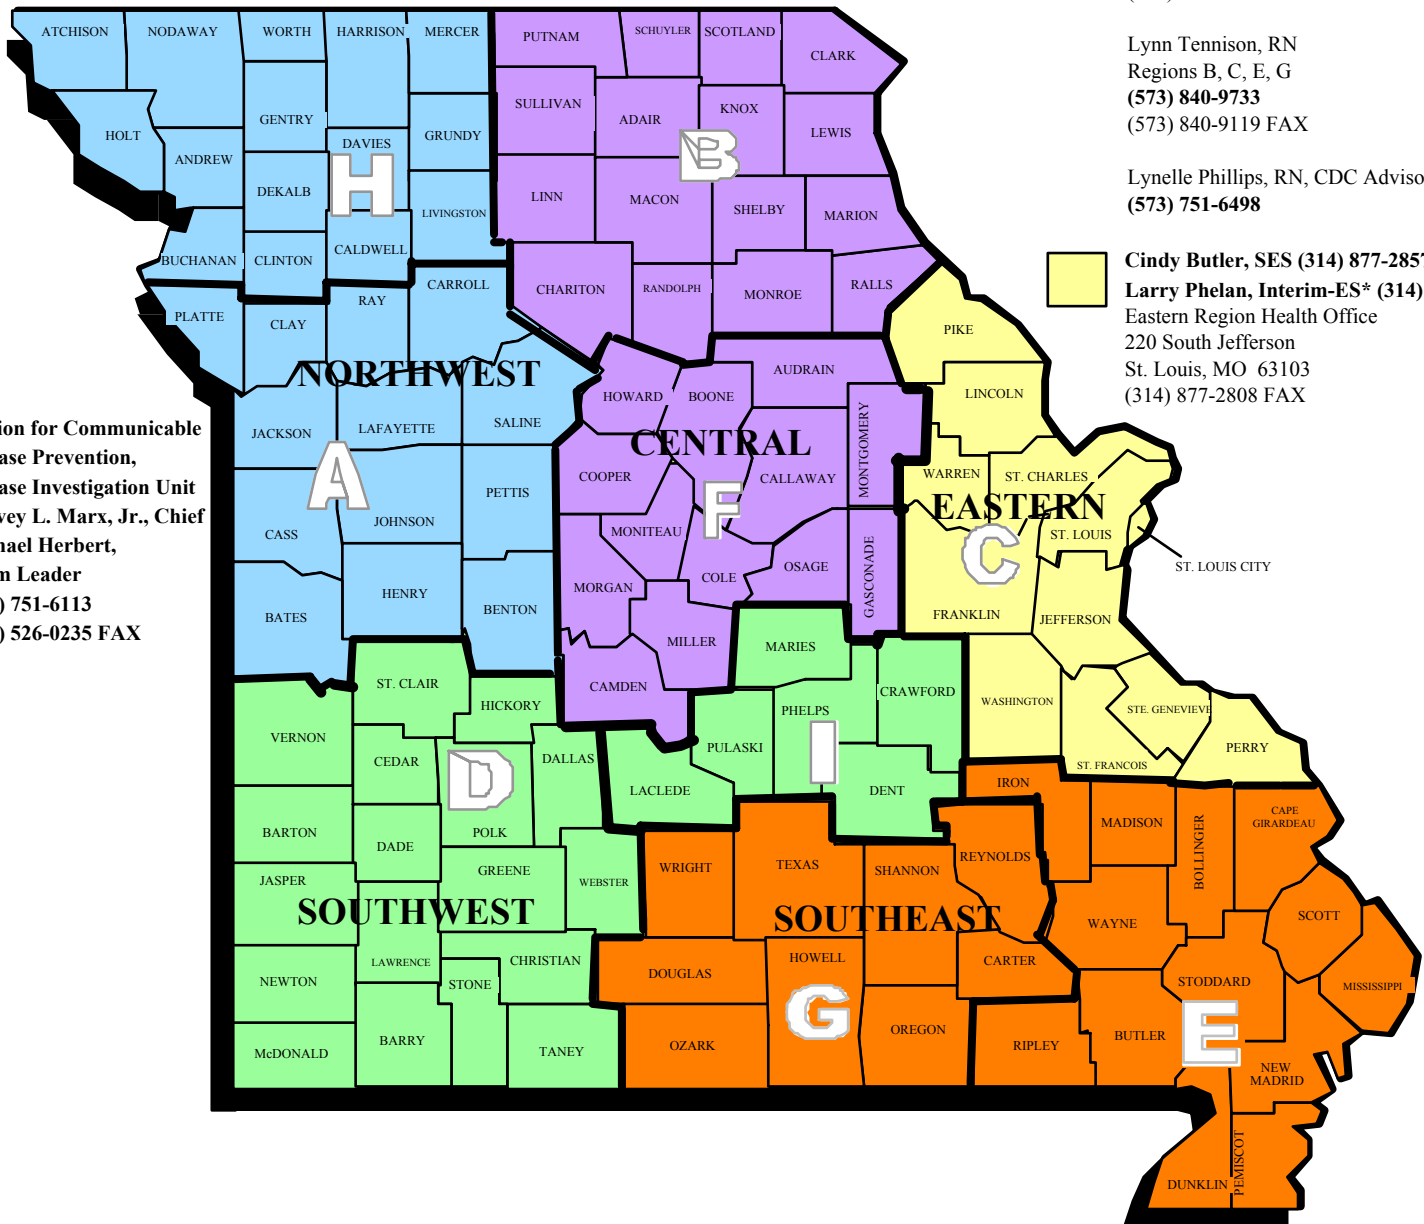 Lynn Tennison, RN
Regions B, C, E, G
(573) 840-9733
(573) 840-9119 FAX
Lynelle Phillips, RN, CDC Adviso
(573) 751-6498
Cindy Butler, SES (314) 877-2857
Larry Phelan, Interim-ES* (314)
Eastern Region Health Office
220 South Jefferson
St. Louis, MO 63103
(314) 877-2808 FAX
ion for Communicable
ase Prevention,
ase Investigation Unit
vey L. Marx, Jr., Chief
hael Herbert,
m Leader
) 751-6113
) 526-0235 FAX
ATCHISON
NODAWAY
WORTH
HARRISON
MERCER
PUTNAM
SCHUYLER
SCOTLAND
CLARK
HOLT
GENTRY
ANDREW
DAVIES
GRUNDY
SULLIVAN
ADAIR
KNOX
LEWIS
H
B
DEKALB
LIVINGSTON
LINN
MACON
SHELBY
MARION
BUCHANAN
CLINTON
CALDWELL
CARROLL
CHARITON
RANDOLPH
MONROE
RALLS
PLATTE
CLAY
RAY
PIKE
NORTHWEST
AUDRAIN
LINCOLN
HOWARD
BOONE
JACKSON
LAFAYETTE
SALINE
CENTRAL
MONTGOMERY
A
COOPER
CALLAWAY
WARREN
ST. CHARLES
PETTIS
F
EASTERN
CASS
JOHNSON
MONITEAU
ST. LOUIS
C
ST. LOUIS CITY
HENRY
MORGAN
COLE
OSAGE
GASCONADE
BATES
BENTON
MILLER
FRANKLIN
JEFFERSON
MARIES
ST. CLAIR
HICKORY
CAMDEN
CRAWFORD
WASHINGTON
STE. GENEVIEVE
PHELPS
VERNON
CEDAR
DALLAS
PULASKI
I
PERRY
ST. FRANCOIS
D
LACLEDE
DENT
IRON
BARTON
DADE
POLK
MADISON
BOLLINGER
CAPE
GIRARDEAU
JASPER
GREENE
WEBSTER
WRIGHT
TEXAS
SHANNON
REYNOLDS
SOUTHWEST
SOUTHEAST
WAYNE
SCOTT
LAWRENCE
CHRISTIAN
DOUGLAS
HOWELL
CARTER
NEWTON
STONE
STODDARD
MISSISSIPPI
G
E
McDONALD
BARRY
TANEY
OZARK
OREGON
RIPLEY
BUTLER
NEW
MADRID
PEMISCOT
DUNKLIN